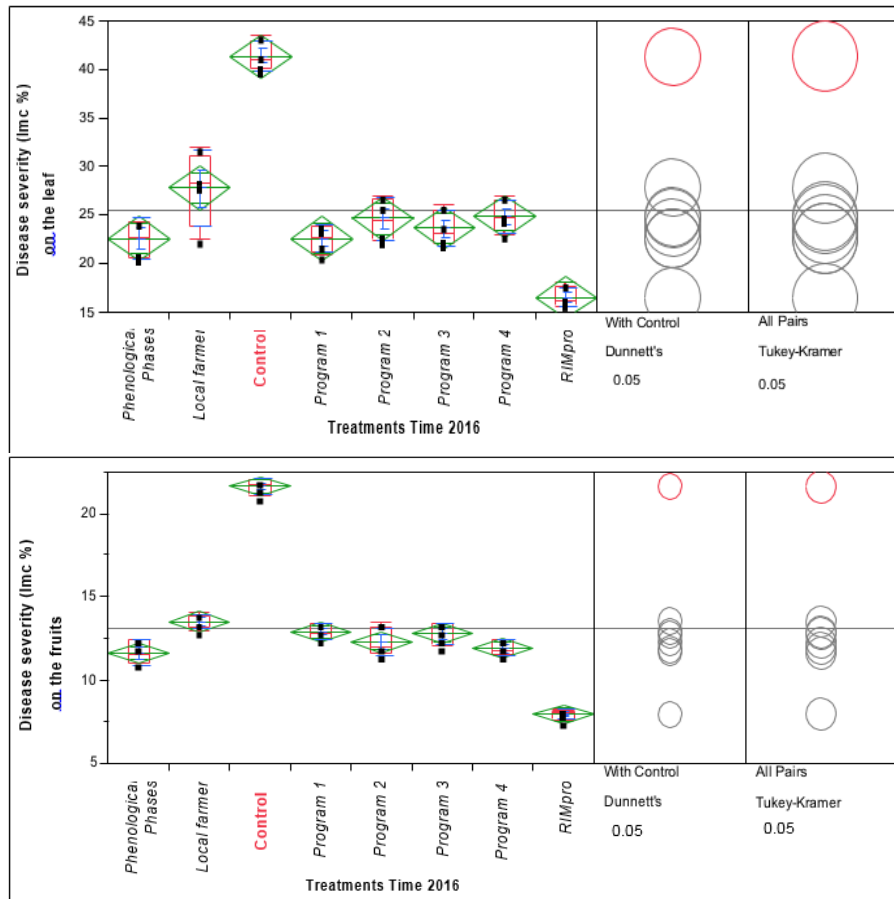 45
40
35
30
25
20
15
Disease severity (Imc %)
on the leaf
Phenological
Phases
Local farmer
Control
Program 1
Program 2
Program 3
Program 4
RIMpro
With Control
Dunnett's
0.05
All Pairs
Tukey-Kramer
0.05
Treatments Time 2016
20
15
10
5
Disease severity (Imc %)
on the fruits
Phenological
Phases
Local farmer
Control
Program 1
Program 2
Program 3
Program 4
RIMpro
With Control
Dunnett's
0.05
All Pairs
Tukey-Kramer
0.05
Treatments Time 2016